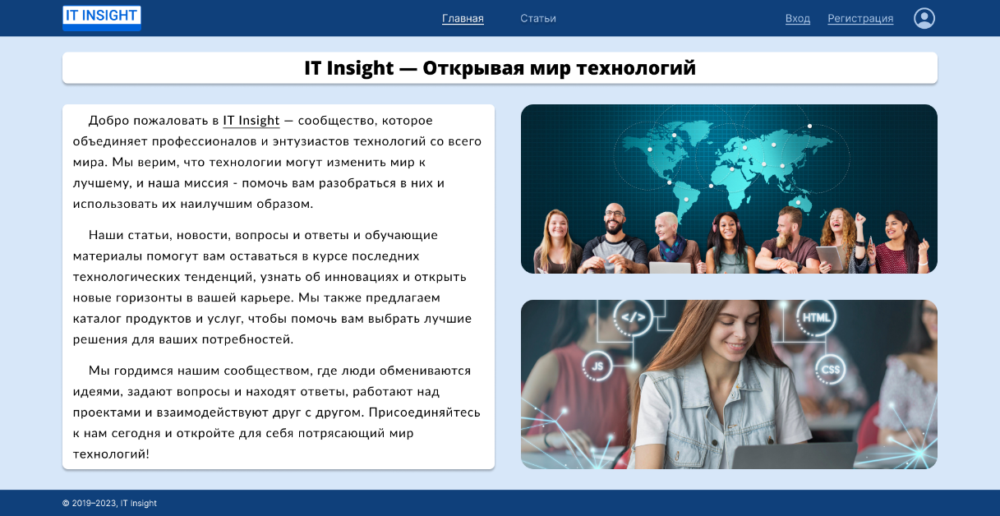 IT INSIGHT
Главная
Статьи
Вход
Регистрация
IT Insight — Открывая мир технологий
Добро пожаловать в IT Insight — сообщество, которое
объединяет профессионалов и энтузиастов технологий со всего
мира. Мы верим, что технологии могут изменить мир к
лучшему, и наша миссия - помочь вам разобраться в них и
использовать их наилучшим образом.
Наши статьи, новости, вопросы и ответы и обучающие
материалы помогут вам оставаться в курсе последних
технологических тенденций, узнать об инновациях и открыть
новые горизонты в вашей карьере. Мы также предлагаем
каталог продуктов и услуг, чтобы помочь вам выбрать лучшие
решения для ваших потребностей.
Мы гордимся нашим сообществом, где люди обмениваются
идеями, задают вопросы и находят ответы, работают над
проектами и взаимодействуют друг с другом. Присоединяйтесь
к нам сегодня и откройте для себя потрясающий мир
технологий!
</>
HTML
JS
CSS
© 2019–2023, IT Insight